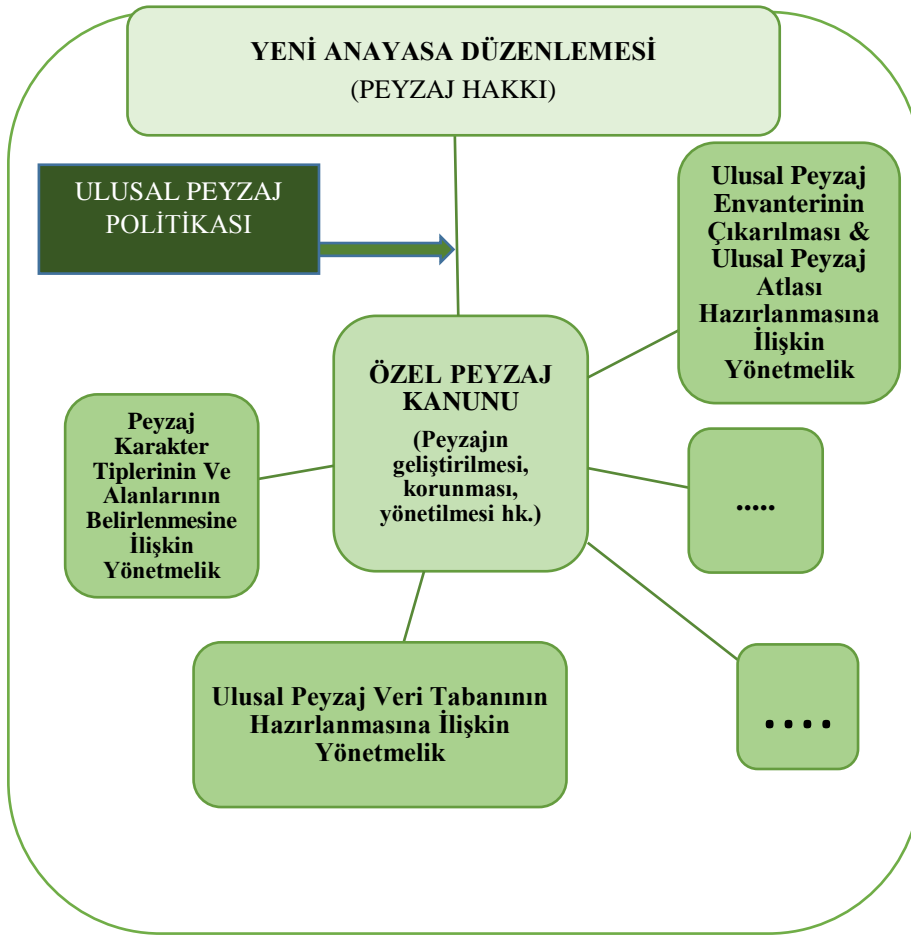 YENİ ANAYASA DÜZENLEMESİ
(PEYZAJ HAKKI)
ULUSAL PEYZAJ
POLİTİKASI
Ulusal Peyzaj
Envanterinin
Çıkarılması &
Ulusal Peyzaj
Atlası
Hazırlanmasına
İlişkin
Yönetmelik
ÖZEL PEYZAJ
KANUNU
(Peyzajın
geliştirilmesi,
korunması,
yönetilmesi hk.)
Peyzaj
Karakter
Tiplerinin Ve
Alanlarının
Belirlenmesine
İlişkin
Yönetmelik
.....
Ulusal Peyzaj Veri Tabanının
Hazırlanmasına İlişkin
Yönetmelik
....